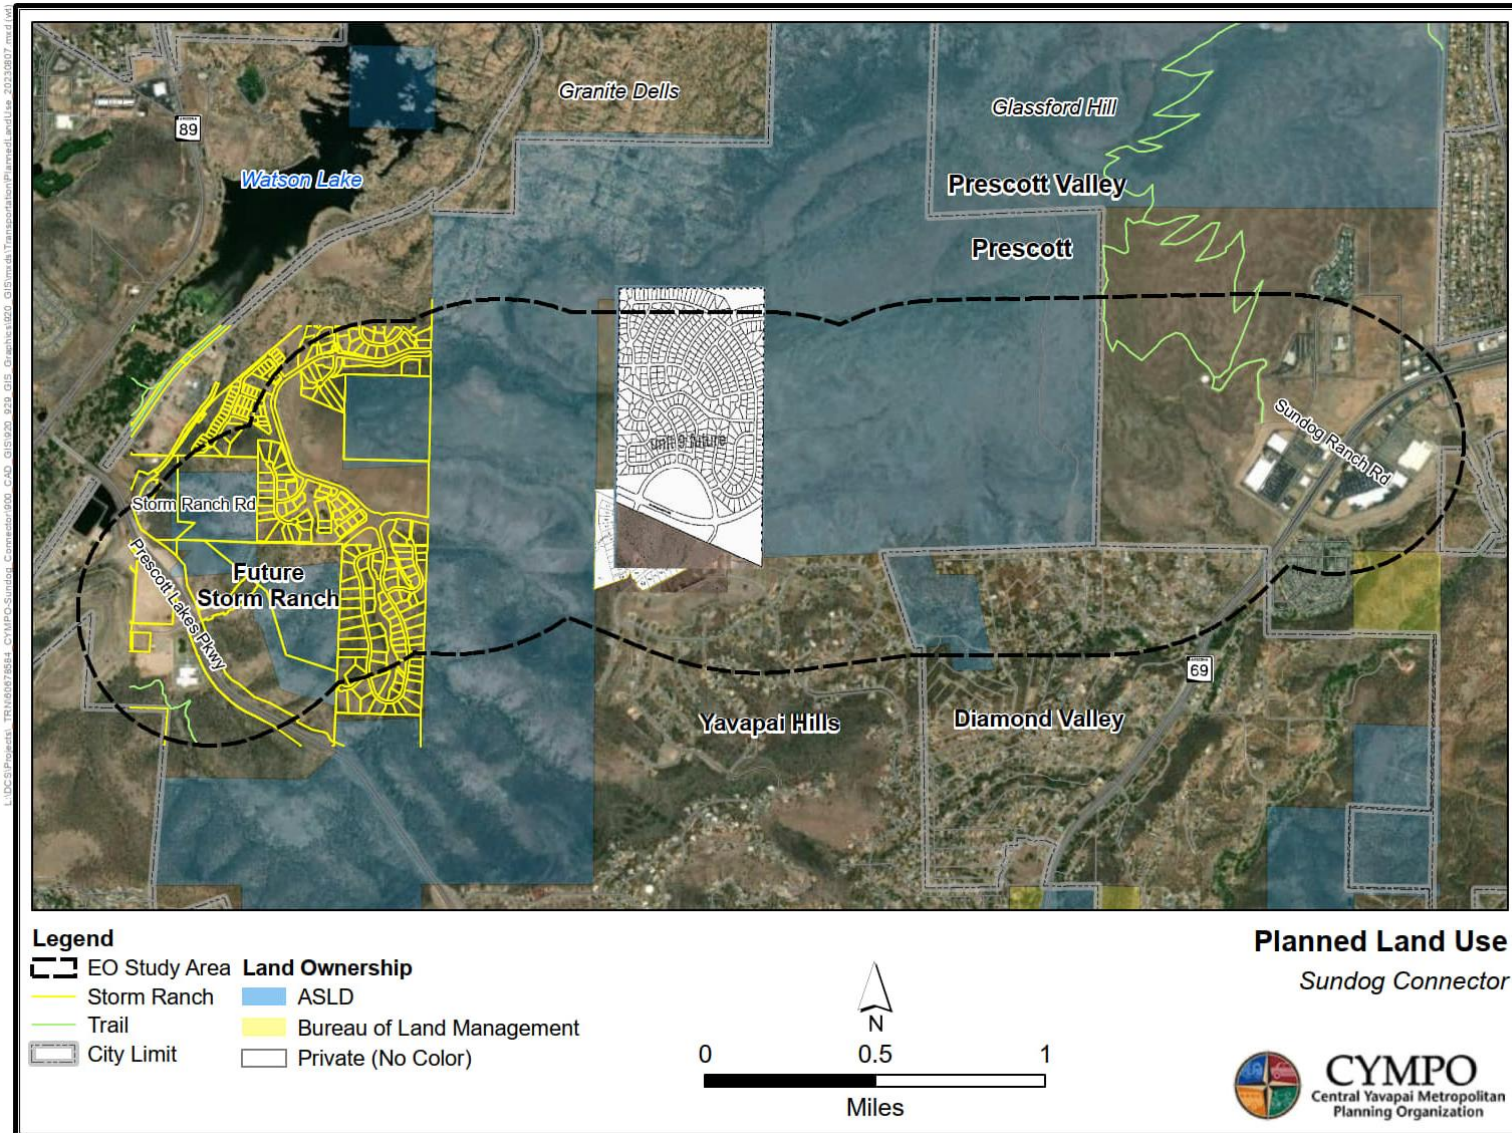 Granite Dells
Glassford Hill
89
Watson Lake
Prescott Valley
Prescott
Sundog Ranch Rd
unit 9 future
Storm Ranch Rd
Prescott Lakes Pkwy
Future
Storm Ranch
69
Yavapai Hills
Diamond Valley
Legend
EO Study Area
Storm Ranch
Trail
City Limit
Land Ownership
ASLD
Bureau of Land Management
Private (No Color)
N
0 0.5 1
Miles
Planned Land Use
Sundog Connector
CYMPO
Central Yavapai Metropolitan
Planning Organization